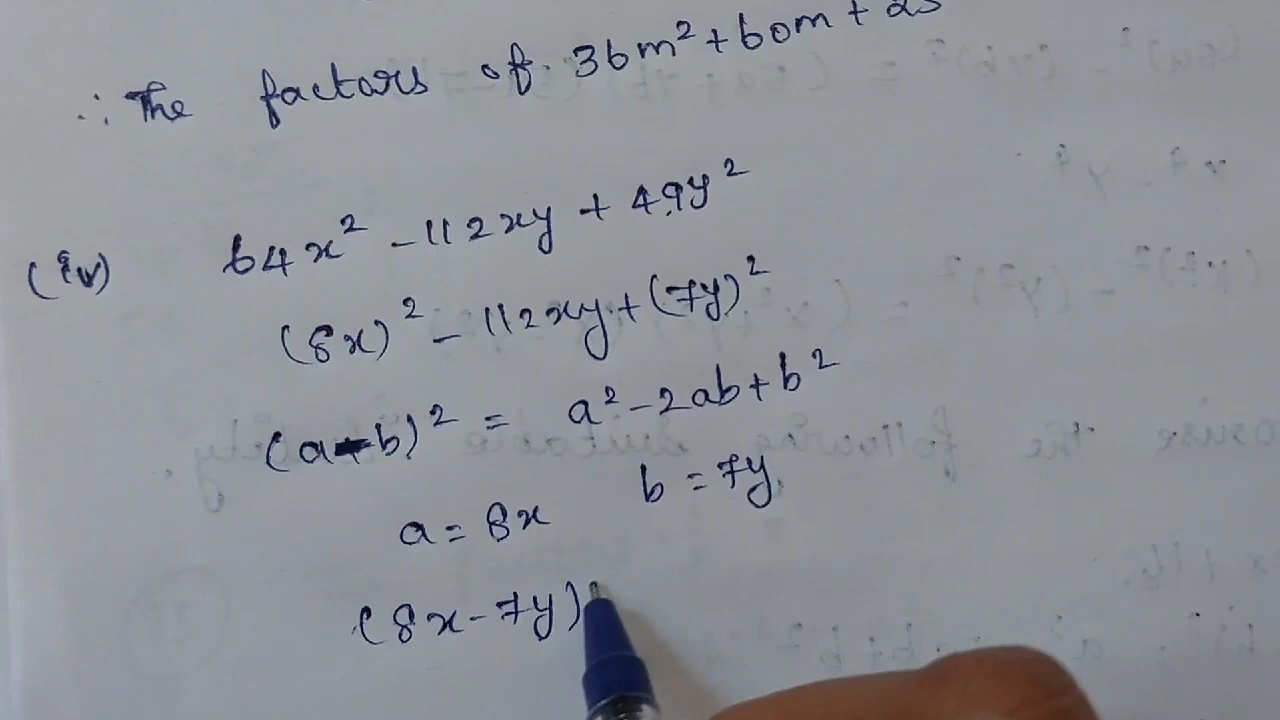 ∴ The factors of 36m² + 60m + 25
(iv) 64x² - 112xy + 49y²
(8x)² - 112xy + (7y)²
(a-b)² = a² - 2ab + b²
a = 8x b = 7y
(8x - 7y)